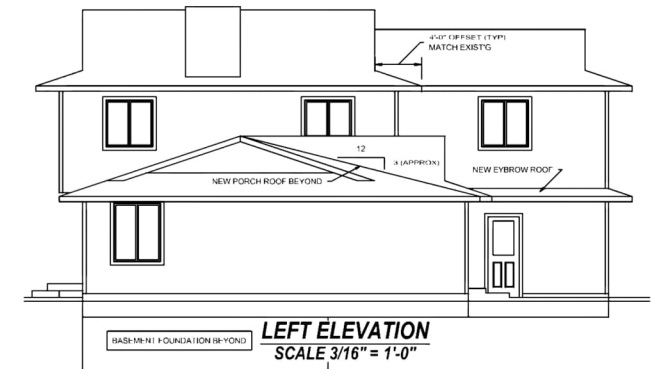 4'-0" OFFSET (TYP)
MATCH EXIST'G
12
3 (APPROX)
NEW PORCH ROOF BEYOND
NEW EYBROW ROOF
BASEMENT FOUNDATION BEYOND
LEFT ELEVATION
SCALE 3/16" = 1'-0"